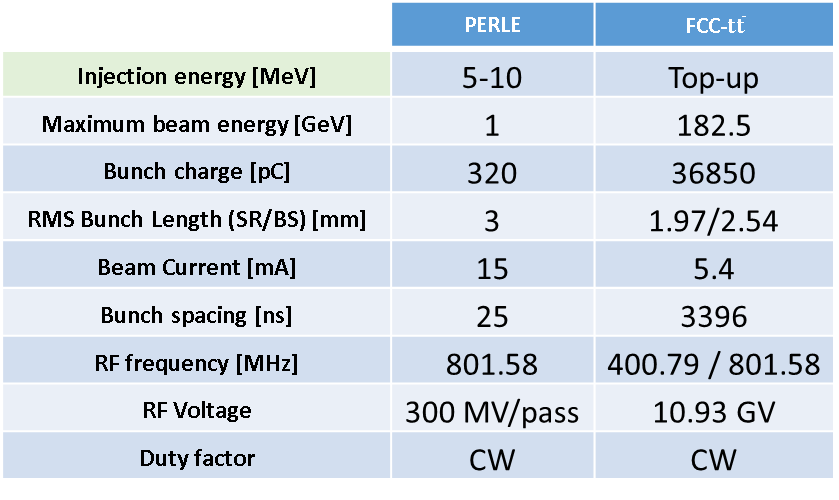 PERLE FCC-tt̄
Injection energy [MeV] 5-10 Top-up
Maximum beam energy [GeV] 1 182.5
Bunch charge [pC] 320 36850
RMS Bunch Length (SR/BS) [mm] 3 1.97/2.54
Beam Current [mA] 15 5.4
Bunch spacing [ns] 25 3396
RF frequency [MHz] 801.58 400.79 / 801.58
RF Voltage 300 MV/pass 10.93 GV
Duty factor CW CW